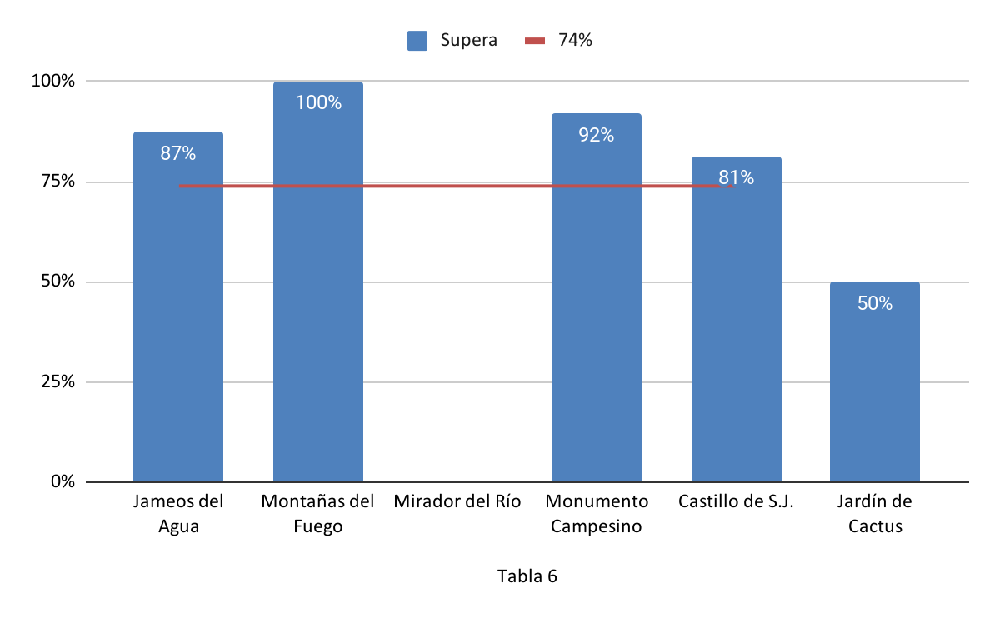 Supera 74%
100%
75%
50%
25%
0%
87%
100%
92%
81%
50%
Jameos del
Agua
Montañas del
Fuego
Mirador del Río
Monumento
Campesino
Castillo de S.J.
Jardín de
Cactus
Tabla 6